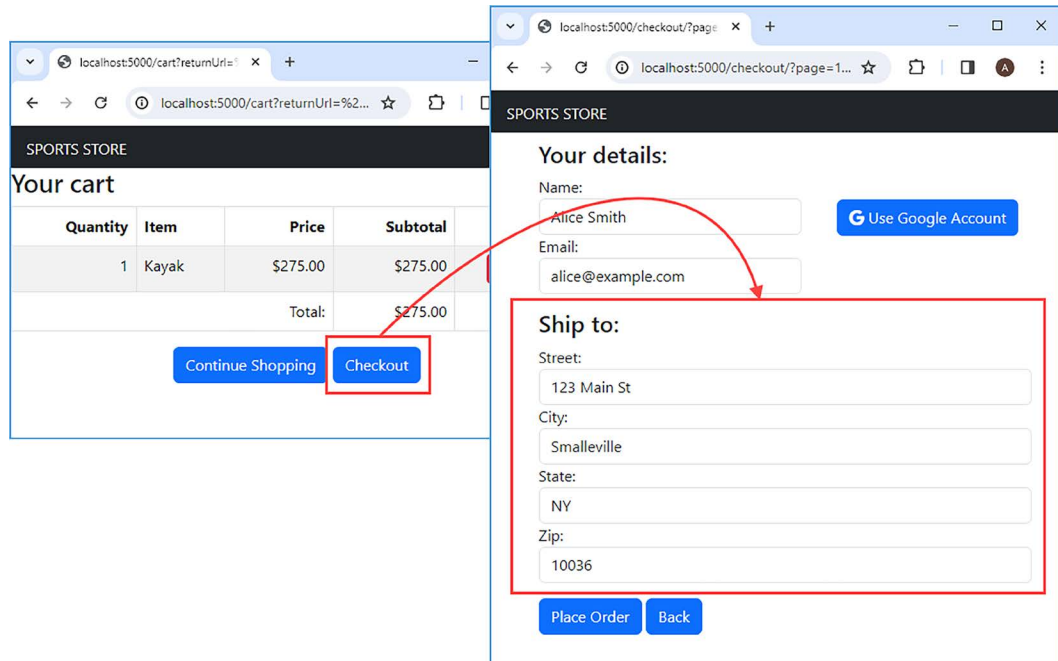 localhost:5000/cart?returnUrl=%
localhost:5000/cart?returnUrl=%2...
SPORTS STORE
Your cart
Quantity Item Price Subtotal
1 Kayak $275.00 $275.00
Total: $275.00
Continue Shopping Checkout
localhost:5000/checkout/?page
localhost:5000/checkout/?page=1... A
SPORTS STORE
Your details:
Name:
Alice Smith
G Use Google Account
Email:
alice@example.com
Ship to:
Street:
123 Main St
City:
Smalleville
State:
NY
Zip:
10036
Place Order Back